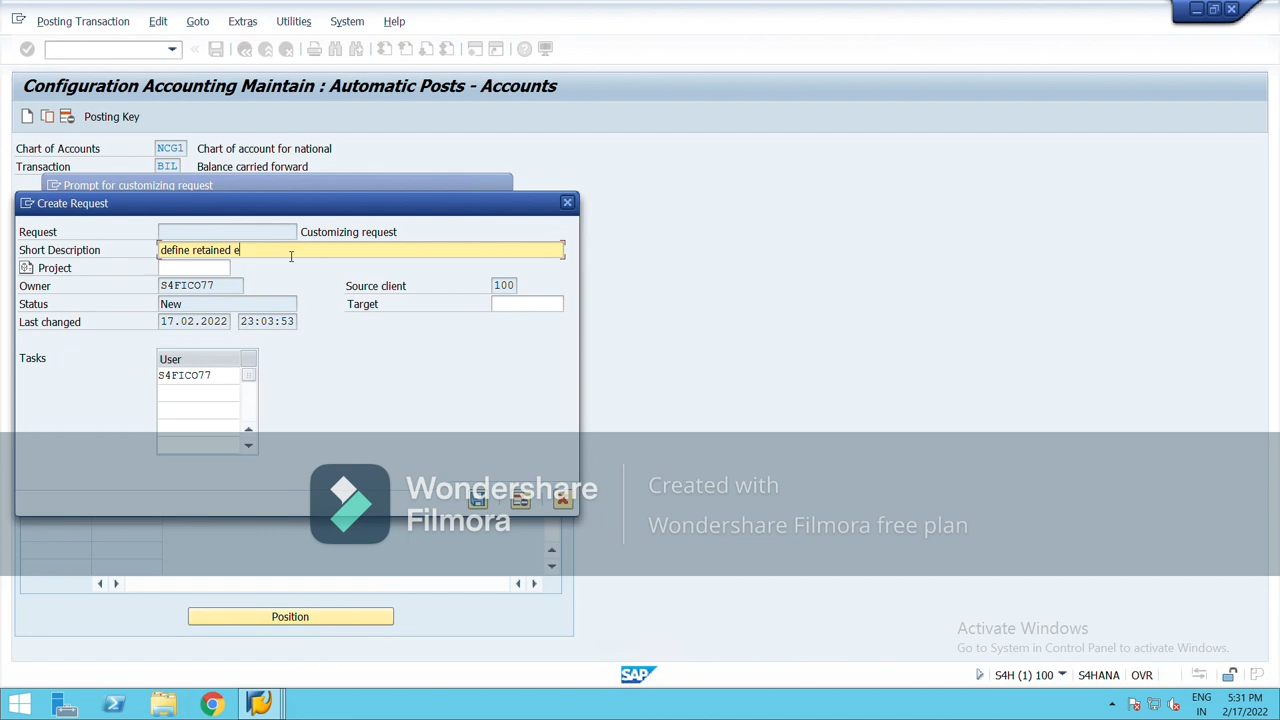 Posting Transaction Edit Goto Extras Utilities System Help
Configuration Accounting Maintain : Automatic Posts - Accounts
Posting Key
Chart of Accounts NCG1 Chart of account for national
Transaction BIL Balance carried forward
Prompt for customizing request
Create Request
Request Customizing request
Short Description define retained e
Project
Owner S4FICO77 Source client 100
Status New Target
Last changed 17.02.2022 23:03:53
Tasks User
S4FICO77
Wondershare
Filmora
Created with
Wondershare Filmora free plan
Position
Activate Windows
Go to System in Control Panel to activate Windows.
SAP
S4H (1) 100 S4HANA OVR
ENG
IN
5:31 PM
2/17/2022